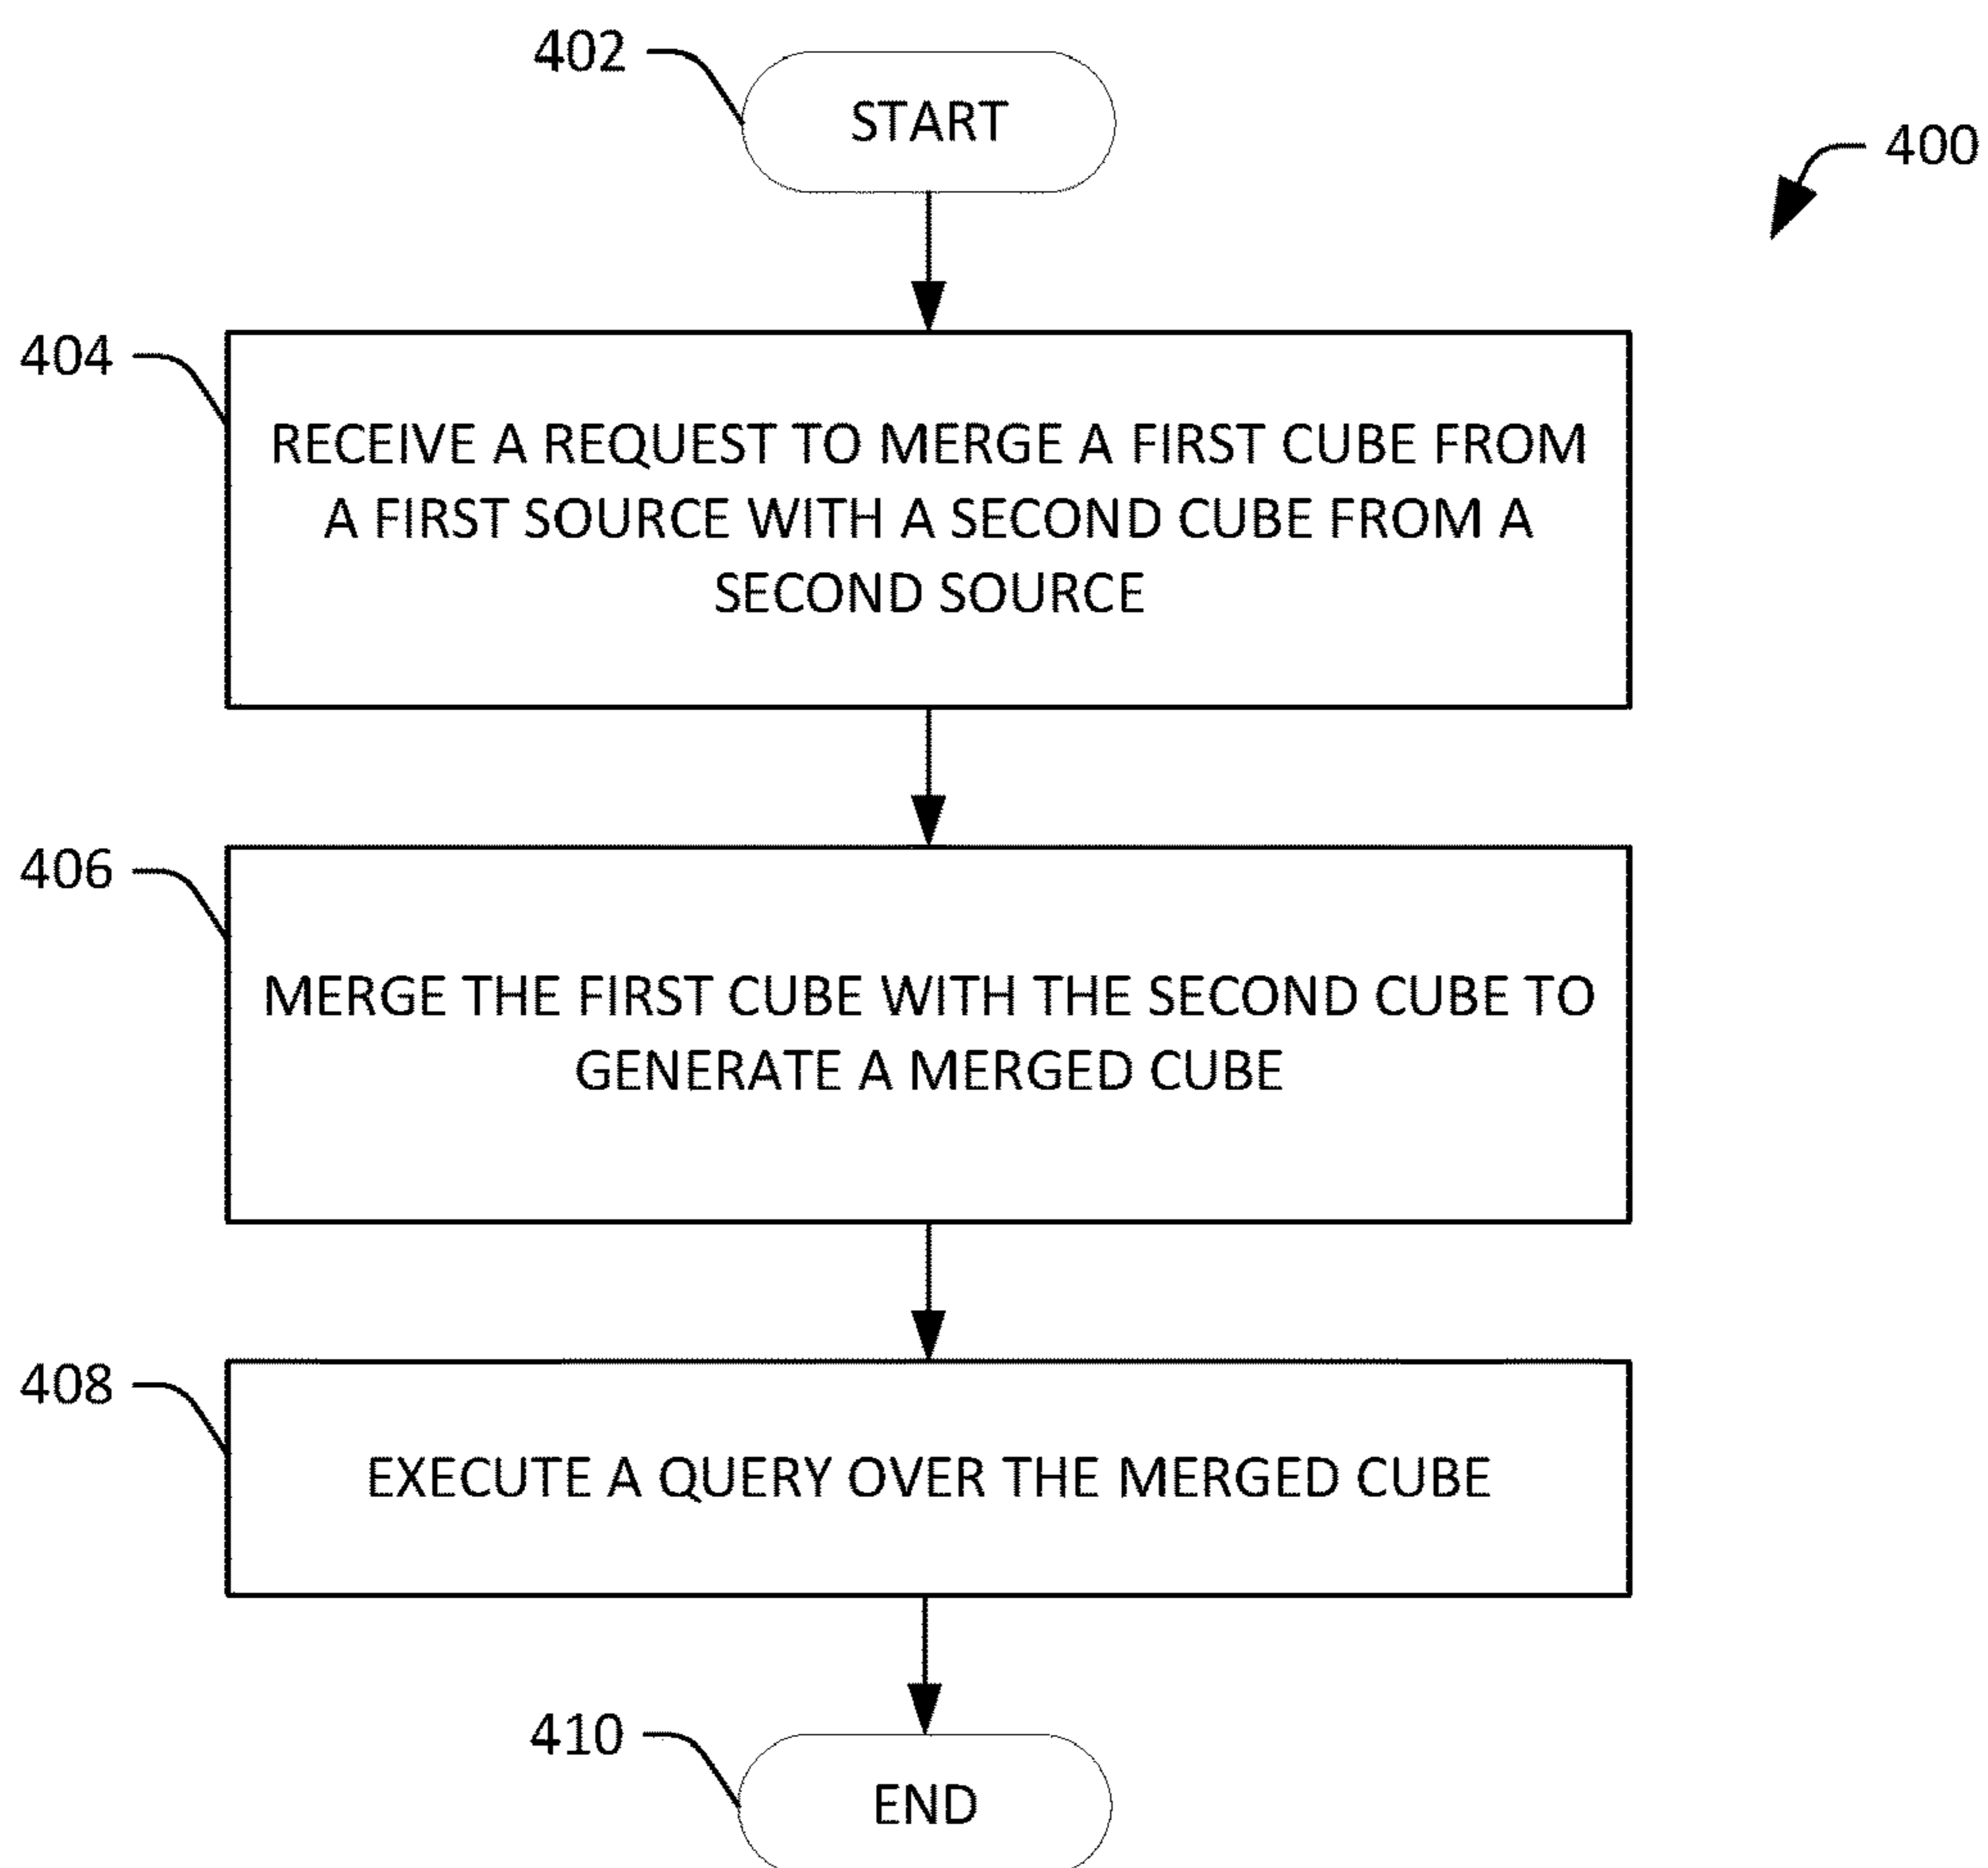 402
START
400
404
RECEIVE A REQUEST TO MERGE A FIRST CUBE FROM
A FIRST SOURCE WITH A SECOND CUBE FROM A
SECOND SOURCE
406
MERGE THE FIRST CUBE WITH THE SECOND CUBE TO
GENERATE A MERGED CUBE
408
EXECUTE A QUERY OVER THE MERGED CUBE
410
END